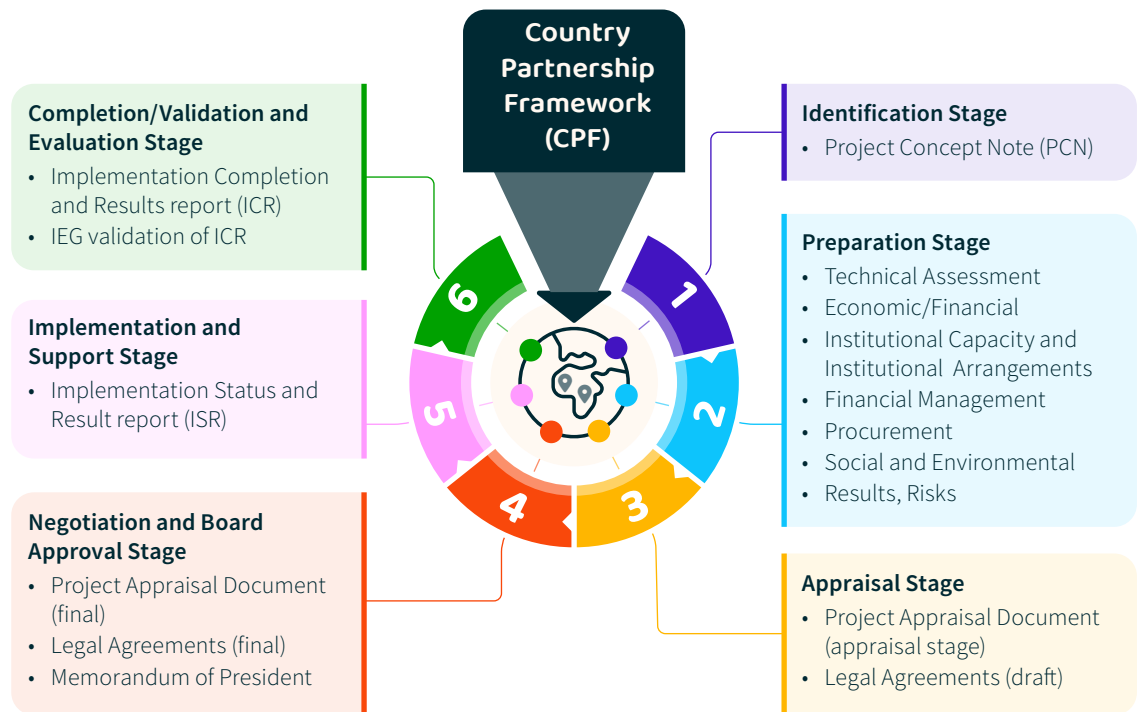 Country
Partnership
Framework
(CPF)
Identification Stage
• Project Concept Note (PCN)
Preparation Stage
• Technical Assessment
• Economic/Financial
• Institutional Capacity and
Institutional Arrangements
• Financial Management
• Procurement
• Social and Environmental
• Results, Risks
Appraisal Stage
• Project Appraisal Document
(appraisal stage)
• Legal Agreements (draft)
Negotiation and Board
Approval Stage
• Project Appraisal Document
(final)
• Legal Agreements (final)
• Memorandum of President
Implementation and
Support Stage
• Implementation Status and
Result report (ISR)
Completion/Validation and
Evaluation Stage
• Implementation Completion
and Results report (ICR)
• IEG validation of ICR
1
2
3
4
5
6